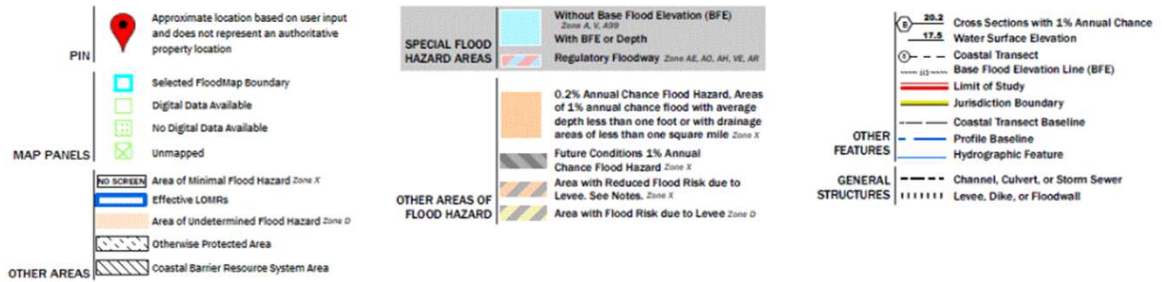 PIN
Approximate location based on user input
and does not represent an authoritative
property location
MAP PANELS
Selected FloodMap Boundary
Digital Data Available
No Digital Data Available
Unmapped
OTHER AREAS
NO SCREEN Area of Minimal Flood Hazard Zone X
Effective LOMRs
Area of Undetermined Flood Hazard Zone D
Otherwise Protected Area
Coastal Barrier Resource System Area
SPECIAL FLOOD
HAZARD AREAS
Without Base Flood Elevation (BFE)
Zone A, V, A99
With BFE or Depth
Regulatory Floodway Zone AE, AO, AH, VE, AR
OTHER AREAS OF
FLOOD HAZARD
0.2% Annual Chance Flood Hazard, Areas
of 1% annual chance flood with average
depth less than one foot or with drainage
areas of less than one square mile Zone X
Future Conditions 1% Annual
Chance Flood Hazard Zone X
Area with Reduced Flood Risk due to
Levee. See Notes. Zone X
Area with Flood Risk due to Levee Zone D
OTHER
FEATURES
20.2 Cross Sections with 1% Annual Chance
17.5 Water Surface Elevation
Coastal Transect
Base Flood Elevation Line (BFE)
Limit of Study
Jurisdiction Boundary
Coastal Transect Baseline
Profile Baseline
Hydrographic Feature
GENERAL
STRUCTURES
Channel, Culvert, or Storm Sewer
Levee, Dike, or Floodwall